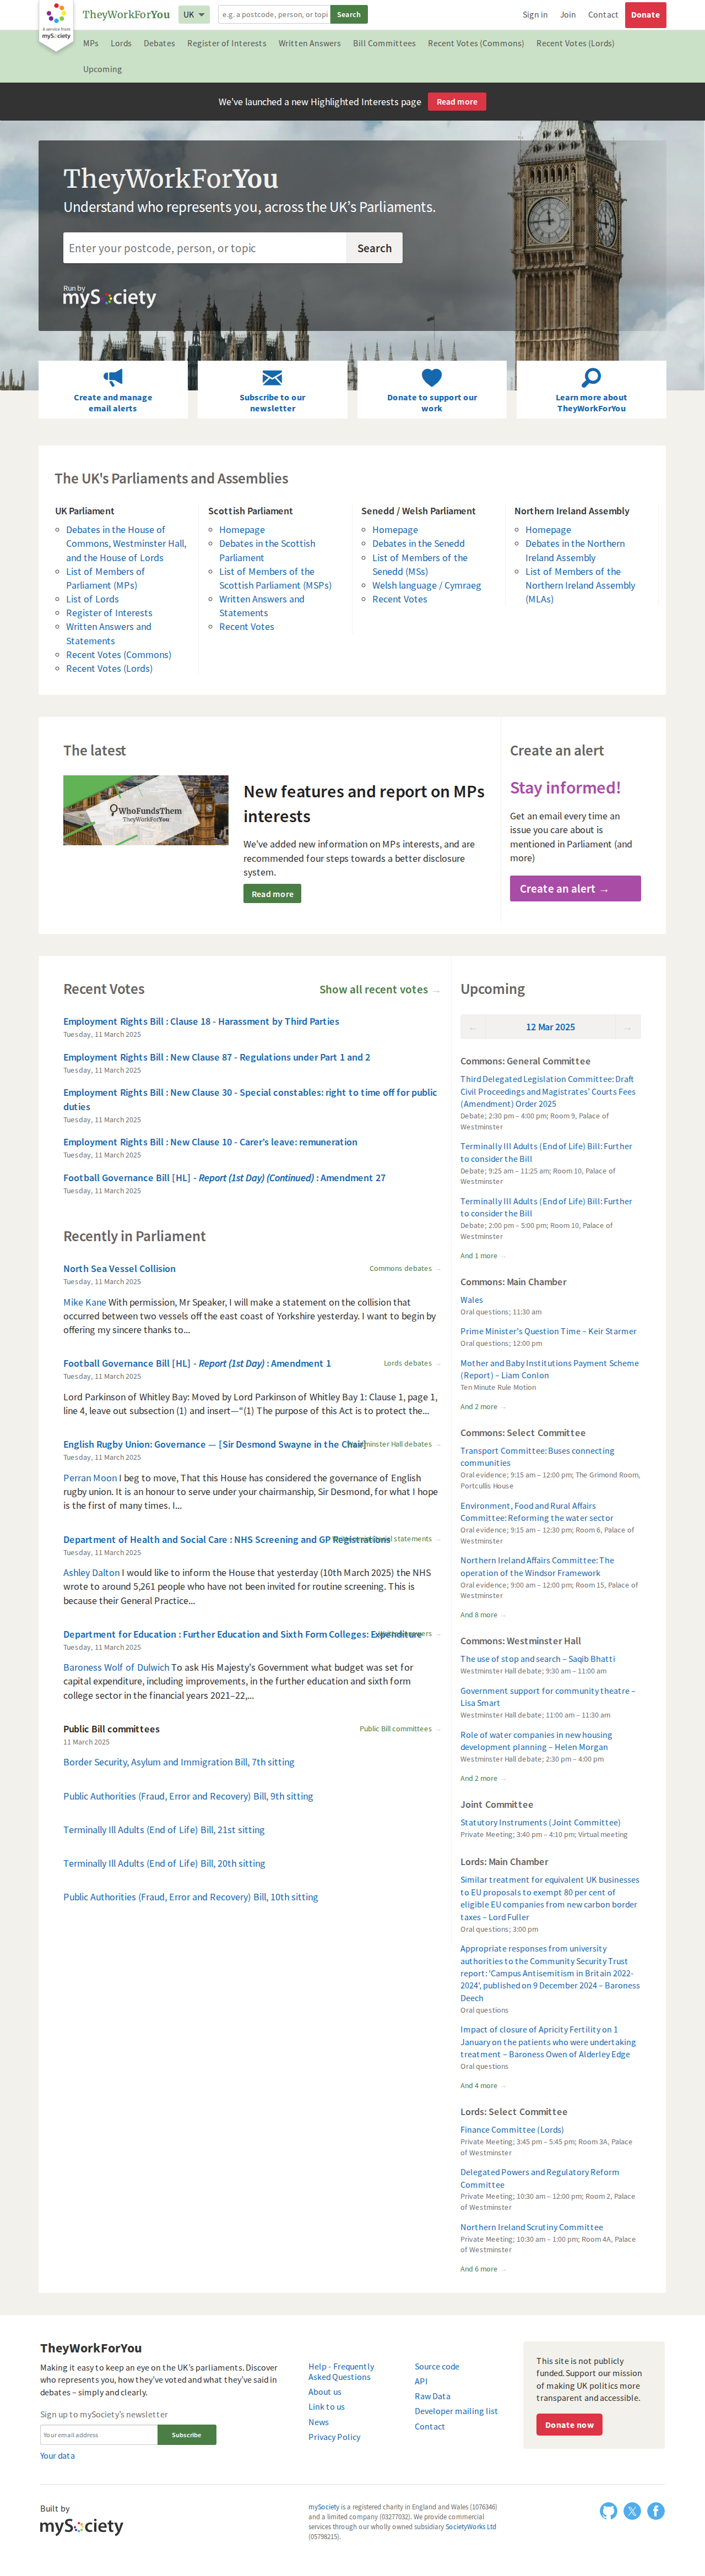 A service from
mySociety
TheyWorkForYou
UK
e.g. a postcode, person, or topi
Search
Sign in
Join
Contact
Donate
MPs
Lords
Debates
Register of Interests
Written Answers
Bill Committees
Recent Votes (Commons)
Recent Votes (Lords)
Upcoming
We've launched a new Highlighted Interests page
Read more
TheyWorkForYou
Understand who represents you, across the UK's Parliaments.
Enter your postcode, person, or topic
Search
Run by
mySociety
Create and manage
email alerts
Subscribe to our
newsletter
Donate to support our
work
Learn more about
TheyWorkForYou
The UK's Parliaments and Assemblies
UK Parliament
Debates in the House of
Commons, Westminster Hall,
and the House of Lords
List of Members of
Parliament (MPs)
List of Lords
Register of Interests
Written Answers and
Statements
Recent Votes (Commons)
Recent Votes (Lords)
Scottish Parliament
Homepage
Debates in the Scottish
Parliament
List of Members of the
Scottish Parliament (MSPs)
Written Answers and
Statements
Recent Votes
Senedd / Welsh Parliament
Homepage
Debates in the Senedd
List of Members of the
Senedd (MSs)
Welsh language / Cymraeg
Recent Votes
Northern Ireland Assembly
Homepage
Debates in the Northern
Ireland Assembly
List of Members of the
Northern Ireland Assembly
(MLAs)
The latest
WhoFundsThem
TheyWorkForYou
New features and report on MPs
interests
We've added new information on MPs interests, and are
recommended four steps towards a better disclosure
system.
Read more
Create an alert
Stay informed!
Get an email every time an
issue you care about is
mentioned in Parliament (and
more)
Create an alert →
Recent Votes
Show all recent votes →
Employment Rights Bill : Clause 18 - Harassment by Third Parties
Tuesday, 11 March 2025
Employment Rights Bill : New Clause 87 - Regulations under Part 1 and 2
Tuesday, 11 March 2025
Employment Rights Bill : New Clause 30 - Special constables: right to time off for public
duties
Tuesday, 11 March 2025
Employment Rights Bill : New Clause 10 - Carer's leave: remuneration
Tuesday, 11 March 2025
Football Governance Bill [HL] - Report (1st Day) (Continued) : Amendment 27
Tuesday, 11 March 2025
Recently in Parliament
North Sea Vessel Collision
Commons debates →
Tuesday, 11 March 2025
Mike Kane With permission, Mr Speaker, I will make a statement on the collision that
occurred between two vessels off the east coast of Yorkshire yesterday. I want to begin by
offering my sincere thanks to...
Football Governance Bill [HL] - Report (1st Day) : Amendment 1
Lords debates →
Tuesday, 11 March 2025
Lord Parkinson of Whitley Bay: Moved by Lord Parkinson of Whitley Bay 1: Clause 1, page 1,
line 4, leave out subsection (1) and insert—“(1) The purpose of this Act is to protect the...
English Rugby Union: Governance — [Sir Desmond Swayne in the Chair]
Westminster Hall debates →
Tuesday, 11 March 2025
Perran Moon I beg to move, That this House has considered the governance of English
rugby union. It is an honour to serve under your chairmanship, Sir Desmond, for what I hope
is the first of many times. I...
Department of Health and Social Care : NHS Screening and GP Registrations
statements →
Tuesday, 11 March 2025
Ashley Dalton I would like to inform the House that yesterday (10th March 2025) the NHS
wrote to around 5,261 people who have not been invited for routine screening. This is
because their General Practice...
Department for Education : Further Education and Sixth Form Colleges: Expenditure
Tuesday, 11 March 2025
Baroness Wolf of Dulwich To ask His Majesty's Government what budget was set for
capital expenditure, including improvements, in the further education and sixth form
college sector in the financial years 2021–22,...
Public Bill committees
Public Bill committees →
11 March 2025
Border Security, Asylum and Immigration Bill, 7th sitting
Public Authorities (Fraud, Error and Recovery) Bill, 9th sitting
Terminally Ill Adults (End of Life) Bill, 21st sitting
Terminally Ill Adults (End of Life) Bill, 20th sitting
Public Authorities (Fraud, Error and Recovery) Bill, 10th sitting
Upcoming
← 12 Mar 2025 →
Commons: General Committee
Third Delegated Legislation Committee: Draft
Civil Proceedings and Magistrates' Courts Fees
(Amendment) Order 2025
Debate; 2:30 pm – 4:00 pm; Room 9, Palace of
Westminster
Terminally Ill Adults (End of Life) Bill: Further
to consider the Bill
Debate; 9:25 am – 11:25 am; Room 10, Palace of
Westminster
Terminally Ill Adults (End of Life) Bill: Further
to consider the Bill
Debate; 2:00 pm – 5:00 pm; Room 10, Palace of
Westminster
And 1 more →
Commons: Main Chamber
Wales
Oral questions; 11:30 am
Prime Minister's Question Time – Keir Starmer
Oral questions; 12:00 pm
Mother and Baby Institutions Payment Scheme
(Report) – Liam Conlon
Ten Minute Rule Motion
And 2 more →
Commons: Select Committee
Transport Committee: Buses connecting
communities
Oral evidence; 9:15 am – 12:00 pm; The Grimond Room,
Portcullis House
Environment, Food and Rural Affairs
Committee: Reforming the water sector
Oral evidence; 9:15 am – 12:30 pm; Room 6, Palace of
Westminster
Northern Ireland Affairs Committee: The
operation of the Windsor Framework
Oral evidence; 9:00 am – 12:00 pm; Room 15, Palace of
Westminster
And 8 more →
Commons: Westminster Hall
The use of stop and search – Saqib Bhatti
Westminster Hall debate; 9:30 am – 11:00 am
Government support for community theatre –
Lisa Smart
Westminster Hall debate; 11:00 am – 11:30 am
Role of water companies in new housing
development planning – Helen Morgan
Westminster Hall debate; 2:30 pm – 4:00 pm
And 2 more →
Joint Committee
Statutory Instruments (Joint Committee)
Private Meeting; 3:40 pm – 4:10 pm; Virtual meeting
Lords: Main Chamber
Similar treatment for equivalent UK businesses
to EU proposals to exempt 80 per cent of
eligible EU companies from new carbon border
taxes – Lord Fuller
Oral questions; 3:00 pm
Appropriate responses from university
authorities to the Community Security Trust
report: 'Campus Antisemitism in Britain 2022-
2024', published on 9 December 2024 – Baroness
Deech
Oral questions
Impact of closure of Apricity Fertility on 1
January on the patients who were undertaking
treatment – Baroness Owen of Alderley Edge
Oral questions
And 4 more →
Lords: Select Committee
Finance Committee (Lords)
Private Meeting; 3:45 pm – 5:45 pm; Room 3A, Palace
of Westminster
Delegated Powers and Regulatory Reform
Committee
Private Meeting; 10:30 am – 12:00 pm; Room 2, Palace
of Westminster
Northern Ireland Scrutiny Committee
Private Meeting; 10:30 am – 1:00 pm; Room 4A, Palace
of Westminster
And 6 more →
TheyWorkForYou
Making it easy to keep an eye on the UK's parliaments. Discover
who represents you, how they've voted and what they've said in
debates – simply and clearly.
Sign up to mySociety's newsletter
Your email address
Subscribe
Your data
Help - Frequently
Asked Questions
About us
Link to us
News
Privacy Policy
Source code
API
Raw Data
Developer mailing list
Contact
This site is not publicly
funded. Support our mission
of making UK politics more
transparent and accessible.
Donate now
Built by
mySociety
mySociety is a registered charity in England and Wales (1076346)
and a limited company (03277032). We provide commercial
services through our wholly owned subsidiary SocietyWorks Ltd
(05798215).